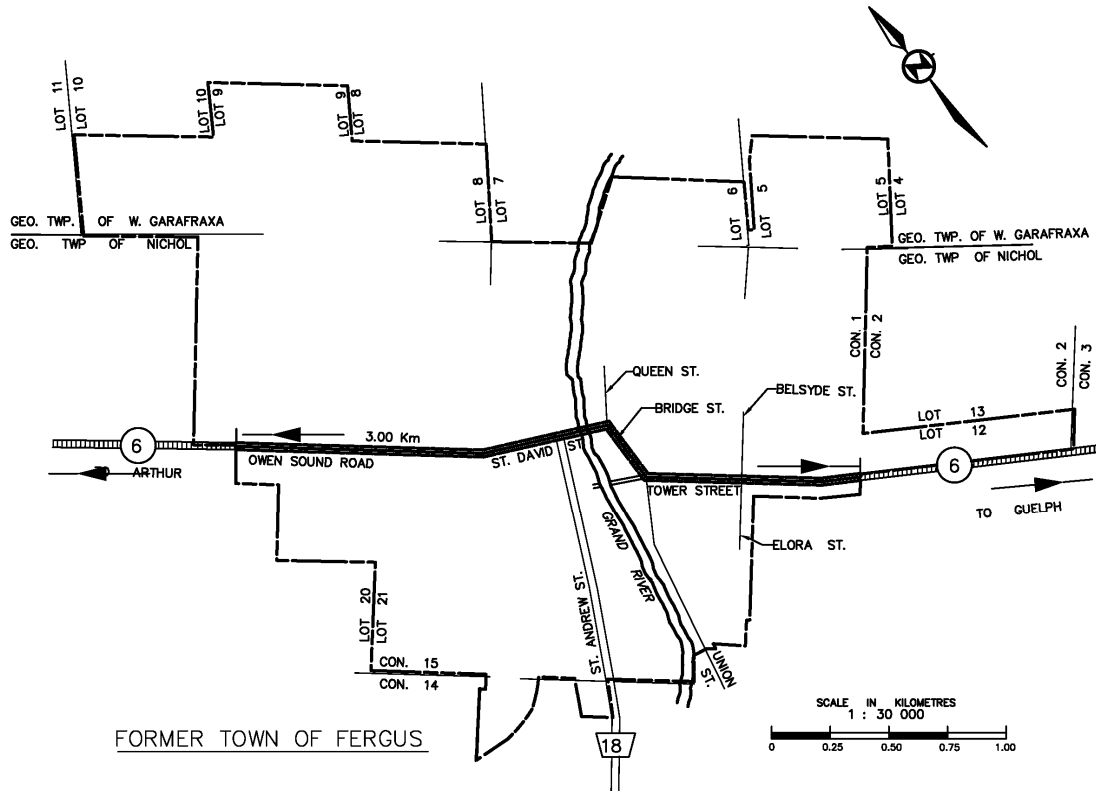 LOT 11
LOT 10
LOT 10
LOT 9
9
LOT 8
LOT 8
LOT 7
6
LOT 5
LOT
LOT 5
LOT 4
GEO. TWP. OF W. GARAFRAXA
GEO. TWP OF NICHOL
GEO. TWP. OF W. GARAFRAXA
GEO. TWP OF NICHOL
CON. 1
CON. 2
CON. 2
CON. 3
QUEEN ST.
BELSYDE ST.
BRIDGE ST.
LOT 13
LOT 12
6
3.00 Km
OWEN SOUND ROAD
ST. DAVID ST.
TO ARTHUR
TOWER STREET
6
TO GUELPH
GRAND RIVER
ELORA ST.
ST. ANDREW ST.
LOT 20
LOT 21
CON. 15
CON. 14
UNION ST.
FORMER TOWN OF FERGUS
18
SCALE IN KILOMETRES
1 : 30 000
0 0.25 0.50 0.75 1.00